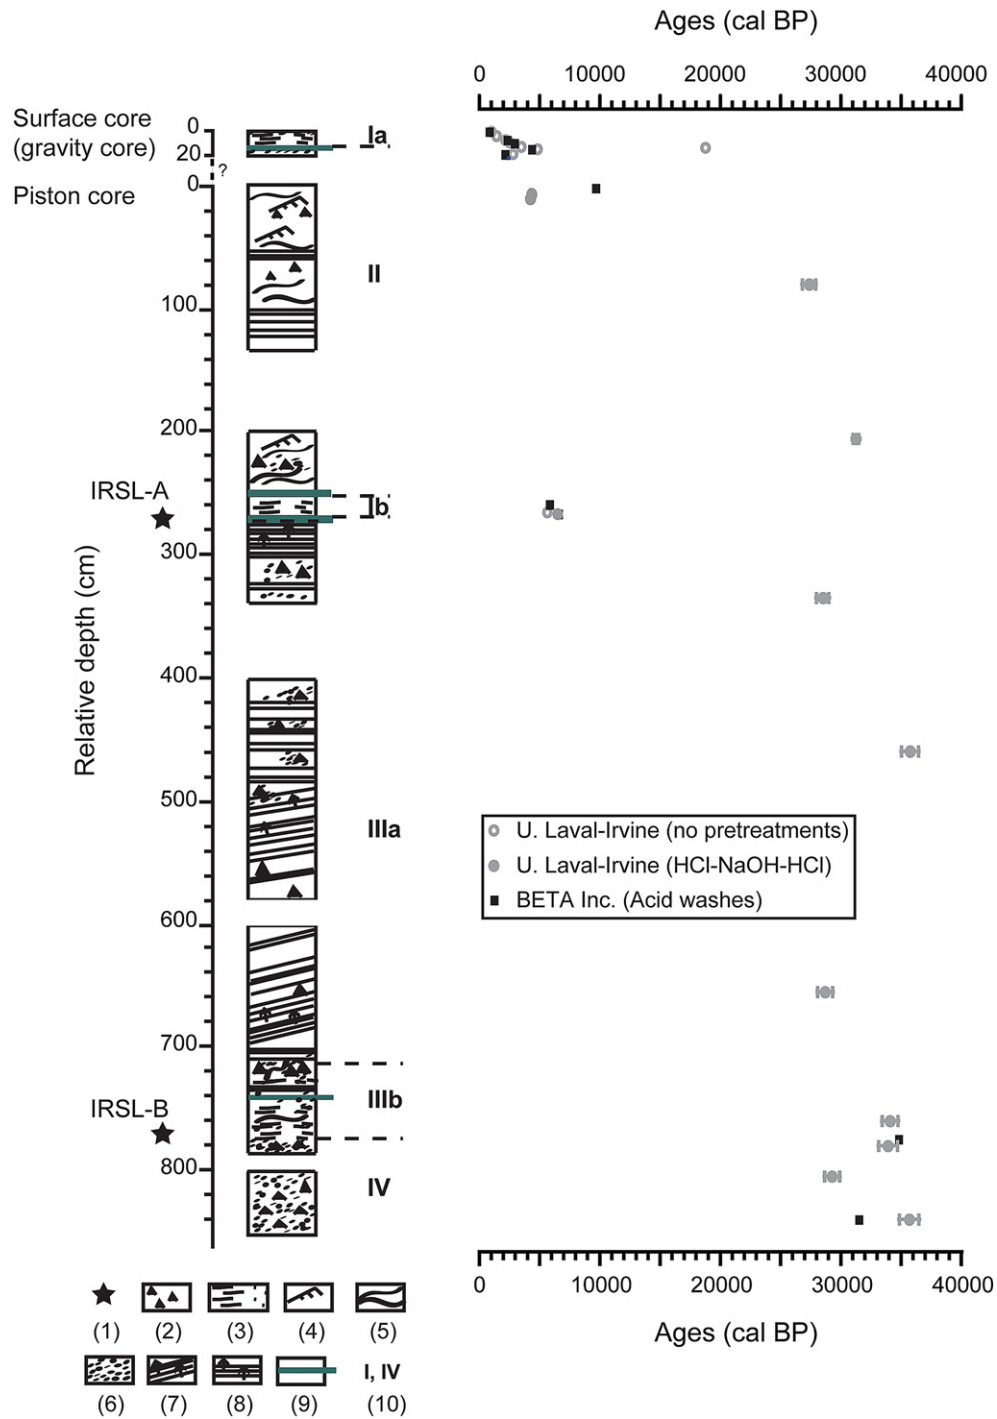 Ages (cal BP)
0 10000 20000 30000 40000
Surface core
(gravity core)
0
20
Ia
?
Piston core
0
II
100
200
IRSL-A
Ib
300
Relative depth (cm)
400
500
IIIa
U. Laval-Irvine (no pretreatments)
U. Laval-Irvine (HCl-NaOH-HCl)
BETA Inc. (Acid washes)
600
700
IRSL-B
IIIb
800
IV
0 10000 20000 30000 40000
Ages (cal BP)
(1) (2) (3) (4) (5)
I, IV
(6) (7) (8) (9) (10)